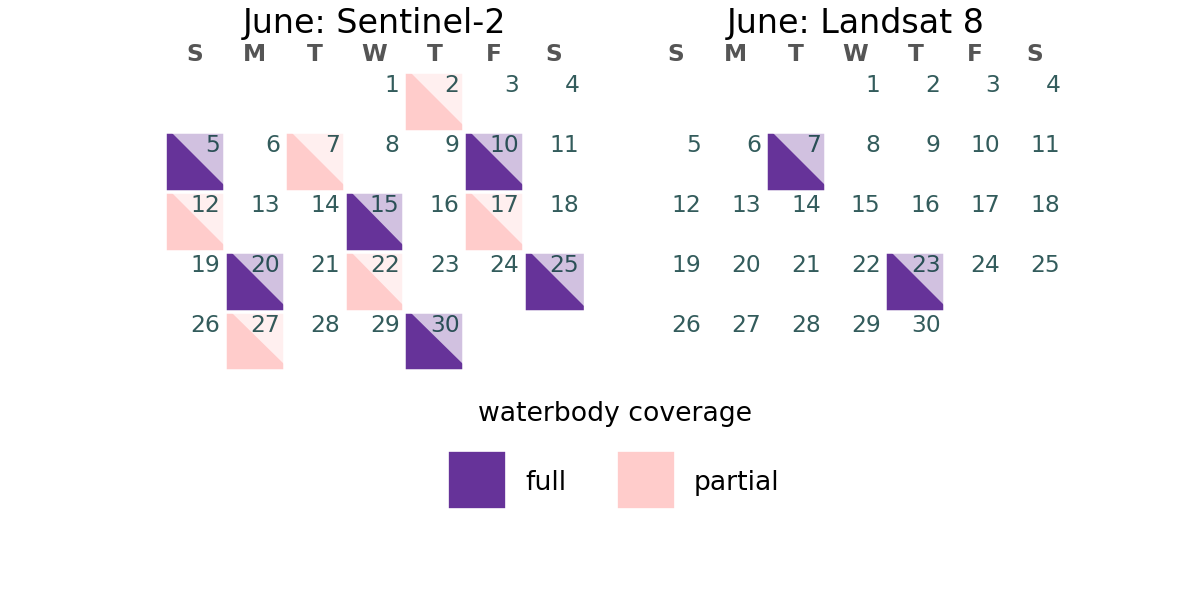 June: Sentinel-2
S M T W T F S
1 2 3 4
5 6 7 8 9 10 11
12 13 14 15 16 17 18
19 20 21 22 23 24 25
26 27 28 29 30
June: Landsat 8
S M T W T F S
1 2 3 4
5 6 7 8 9 10 11
12 13 14 15 16 17 18
19 20 21 22 23 24 25
26 27 28 29 30
waterbody coverage
full
partial